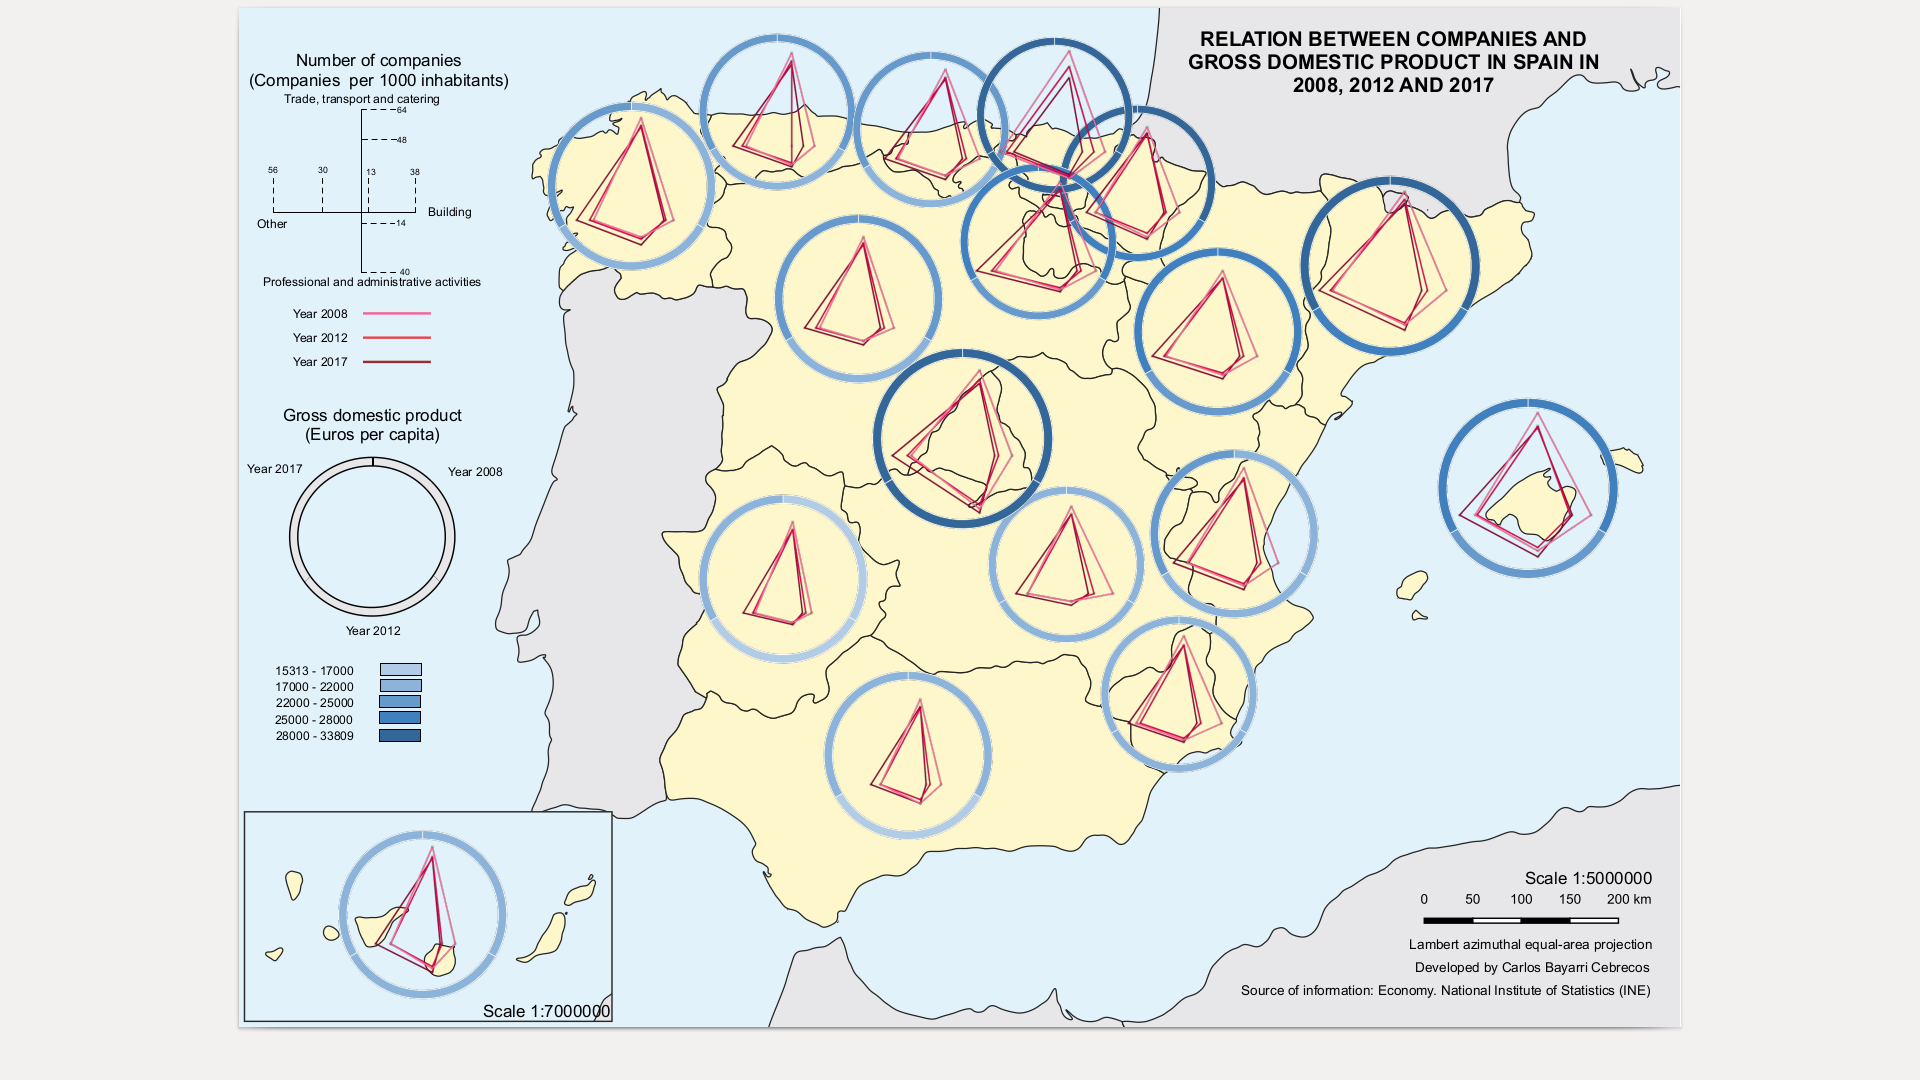 RELATION BETWEEN COMPANIES AND
GROSS DOMESTIC PRODUCT IN SPAIN IN
2008, 2012 AND 2017
Number of companies
(Companies per 1000 inhabitants)
Trade, transport and catering
64
48
56
30
13
38
Building
Other
14
40
Professional and administrative activities
Year 2008
Year 2012
Year 2017
Gross domestic product
(Euros per capita)
Year 2017
Year 2008
Year 2012
15313 - 17000
17000 - 22000
22000 - 25000
25000 - 28000
28000 - 33809
Scale 1:7000000
Scale 1:5000000
0 50 100 150 200 km
Lambert azimuthal equal-area projection
Developed by Carlos Bayarri Cebrecos
Source of information: Economy. National Institute of Statistics (INE)